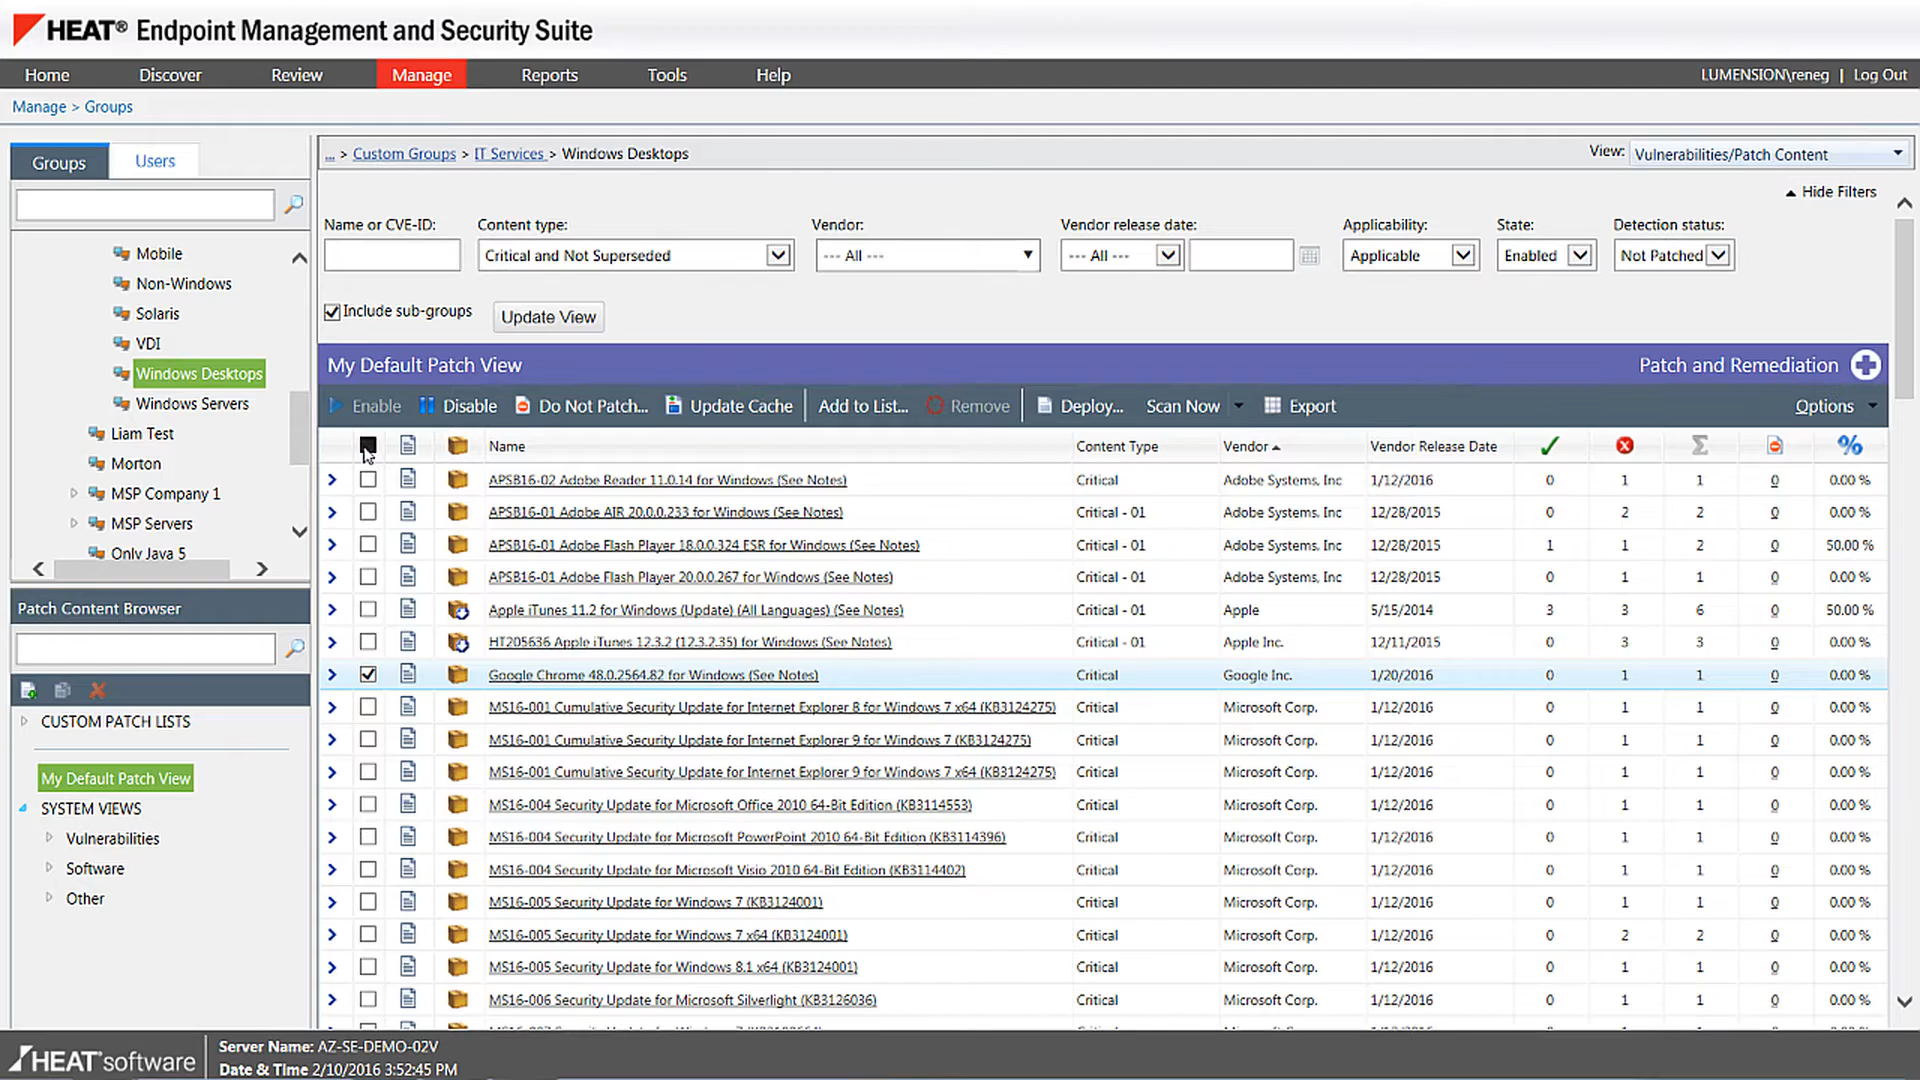 HEAT® Endpoint Management and Security Suite
Home Discover Review Manage Reports Tools Help LUMENSION\reneg | Log Out
Manage > Groups
Groups Users
... > Custom Groups > IT Services > Windows Desktops View: Vulnerabilities/Patch Content
Hide Filters
Name or CVE-ID: Content type: Vendor: Vendor release date: Applicability: State: Detection status:
Critical and Not Superseded --- All --- --- All --- Applicable Enabled Not Patched
Include sub-groups Update View
Mobile
Non-Windows
Solaris
VDI
Windows Desktops
Windows Servers
Liam Test
Morton
MSP Company 1
MSP Servers
Only Java 5
Patch Content Browser
CUSTOM PATCH LISTS
My Default Patch View
SYSTEM VIEWS
Vulnerabilities
Software
Other
My Default Patch View Patch and Remediation
Enable Disable Do Not Patch... Update Cache Add to List... Remove Deploy... Scan Now Export Options
Name Content Type Vendor Vendor Release Date Σ %
APSB16-02 Adobe Reader 11.0.14 for Windows (See Notes) Critical Adobe Systems, Inc 1/12/2016 0 1 1 0 0.00 %
APSB16-01 Adobe AIR 20.0.0.233 for Windows (See Notes) Critical - 01 Adobe Systems, Inc 12/28/2015 0 2 2 0 0.00 %
APSB16-01 Adobe Flash Player 18.0.0.324 ESR for Windows (See Notes) Critical - 01 Adobe Systems, Inc 12/28/2015 1 1 2 0 50.00 %
APSB16-01 Adobe Flash Player 20.0.0.267 for Windows (See Notes) Critical - 01 Adobe Systems, Inc 12/28/2015 0 1 1 0 0.00 %
Apple iTunes 11.2 for Windows (Update) (All Languages) (See Notes) Critical - 01 Apple 5/15/2014 3 3 6 0 50.00 %
HT205636 Apple iTunes 12.3.2 (12.3.2.35) for Windows (See Notes) Critical - 01 Apple Inc. 12/11/2015 0 3 3 0 0.00 %
Google Chrome 48.0.2564.82 for Windows (See Notes) Critical Google Inc. 1/20/2016 0 1 1 0 0.00 %
MS16-001 Cumulative Security Update for Internet Explorer 8 for Windows 7 x64 (KB3124275) Critical Microsoft Corp. 1/12/2016 0 1 1 0 0.00 %
MS16-001 Cumulative Security Update for Internet Explorer 9 for Windows 7 (KB3124275) Critical Microsoft Corp. 1/12/2016 0 1 1 0 0.00 %
MS16-001 Cumulative Security Update for Internet Explorer 9 for Windows 7 x64 (KB3124275) Critical Microsoft Corp. 1/12/2016 0 1 1 0 0.00 %
MS16-004 Security Update for Microsoft Office 2010 64-Bit Edition (KB3114553) Critical Microsoft Corp. 1/12/2016 0 1 1 0 0.00 %
MS16-004 Security Update for Microsoft PowerPoint 2010 64-Bit Edition (KB3114396) Critical Microsoft Corp. 1/12/2016 0 1 1 0 0.00 %
MS16-004 Security Update for Microsoft Visio 2010 64-Bit Edition (KB3114402) Critical Microsoft Corp. 1/12/2016 0 1 1 0 0.00 %
MS16-005 Security Update for Windows 7 (KB3124001) Critical Microsoft Corp. 1/12/2016 0 1 1 0 0.00 %
MS16-005 Security Update for Windows 7 x64 (KB3124001) Critical Microsoft Corp. 1/12/2016 0 2 2 0 0.00 %
MS16-005 Security Update for Windows 8.1 x64 (KB3124001) Critical Microsoft Corp. 1/12/2016 0 1 1 0 0.00 %
MS16-006 Security Update for Microsoft Silverlight (KB3126036) Critical Microsoft Corp. 1/12/2016 0 1 1 0 0.00 %
HEAT software Server Name: AZ-SE-DEMO-02V
Date & Time 2/10/2016 3:52:45 PM